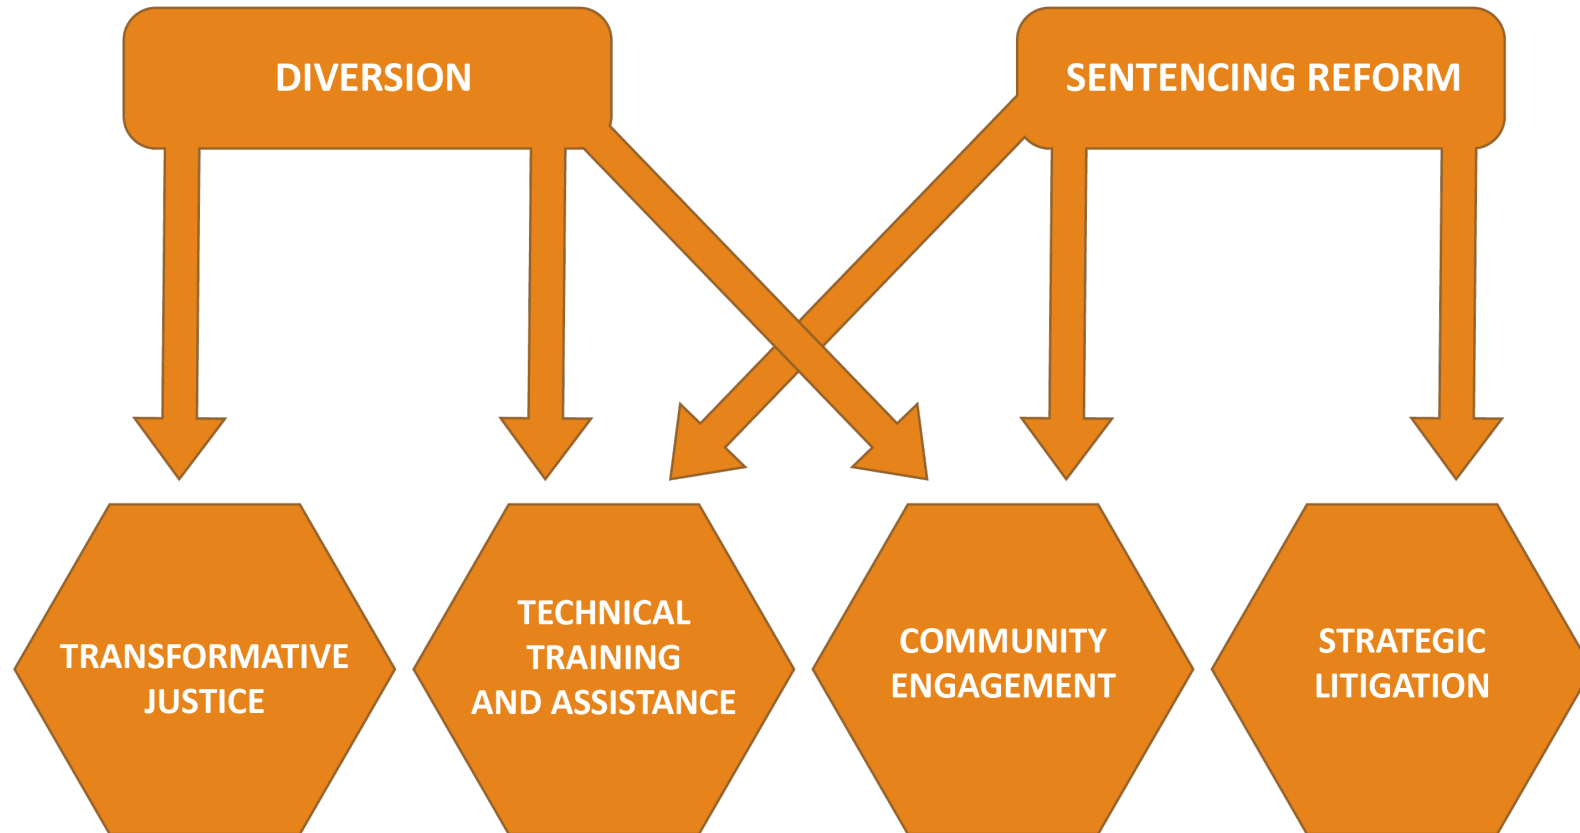 DIVERSION
SENTENCING REFORM
TRANSFORMATIVE
JUSTICE
TECHNICAL
TRAINING
AND ASSISTANCE
COMMUNITY
ENGAGEMENT
STRATEGIC
LITIGATION